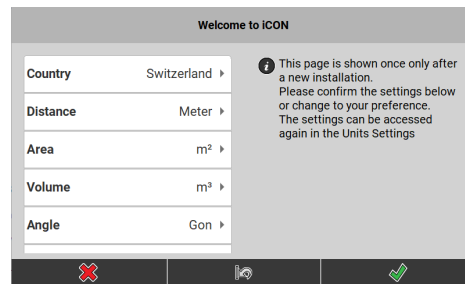 Welcome to iCON
Country Switzerland
Distance Meter
Area m²
Volume m³
Angle Gon
This page is shown once only after
a new installation.
Please confirm the settings below
or change to your preference.
The settings can be accessed
again in the Units Settings